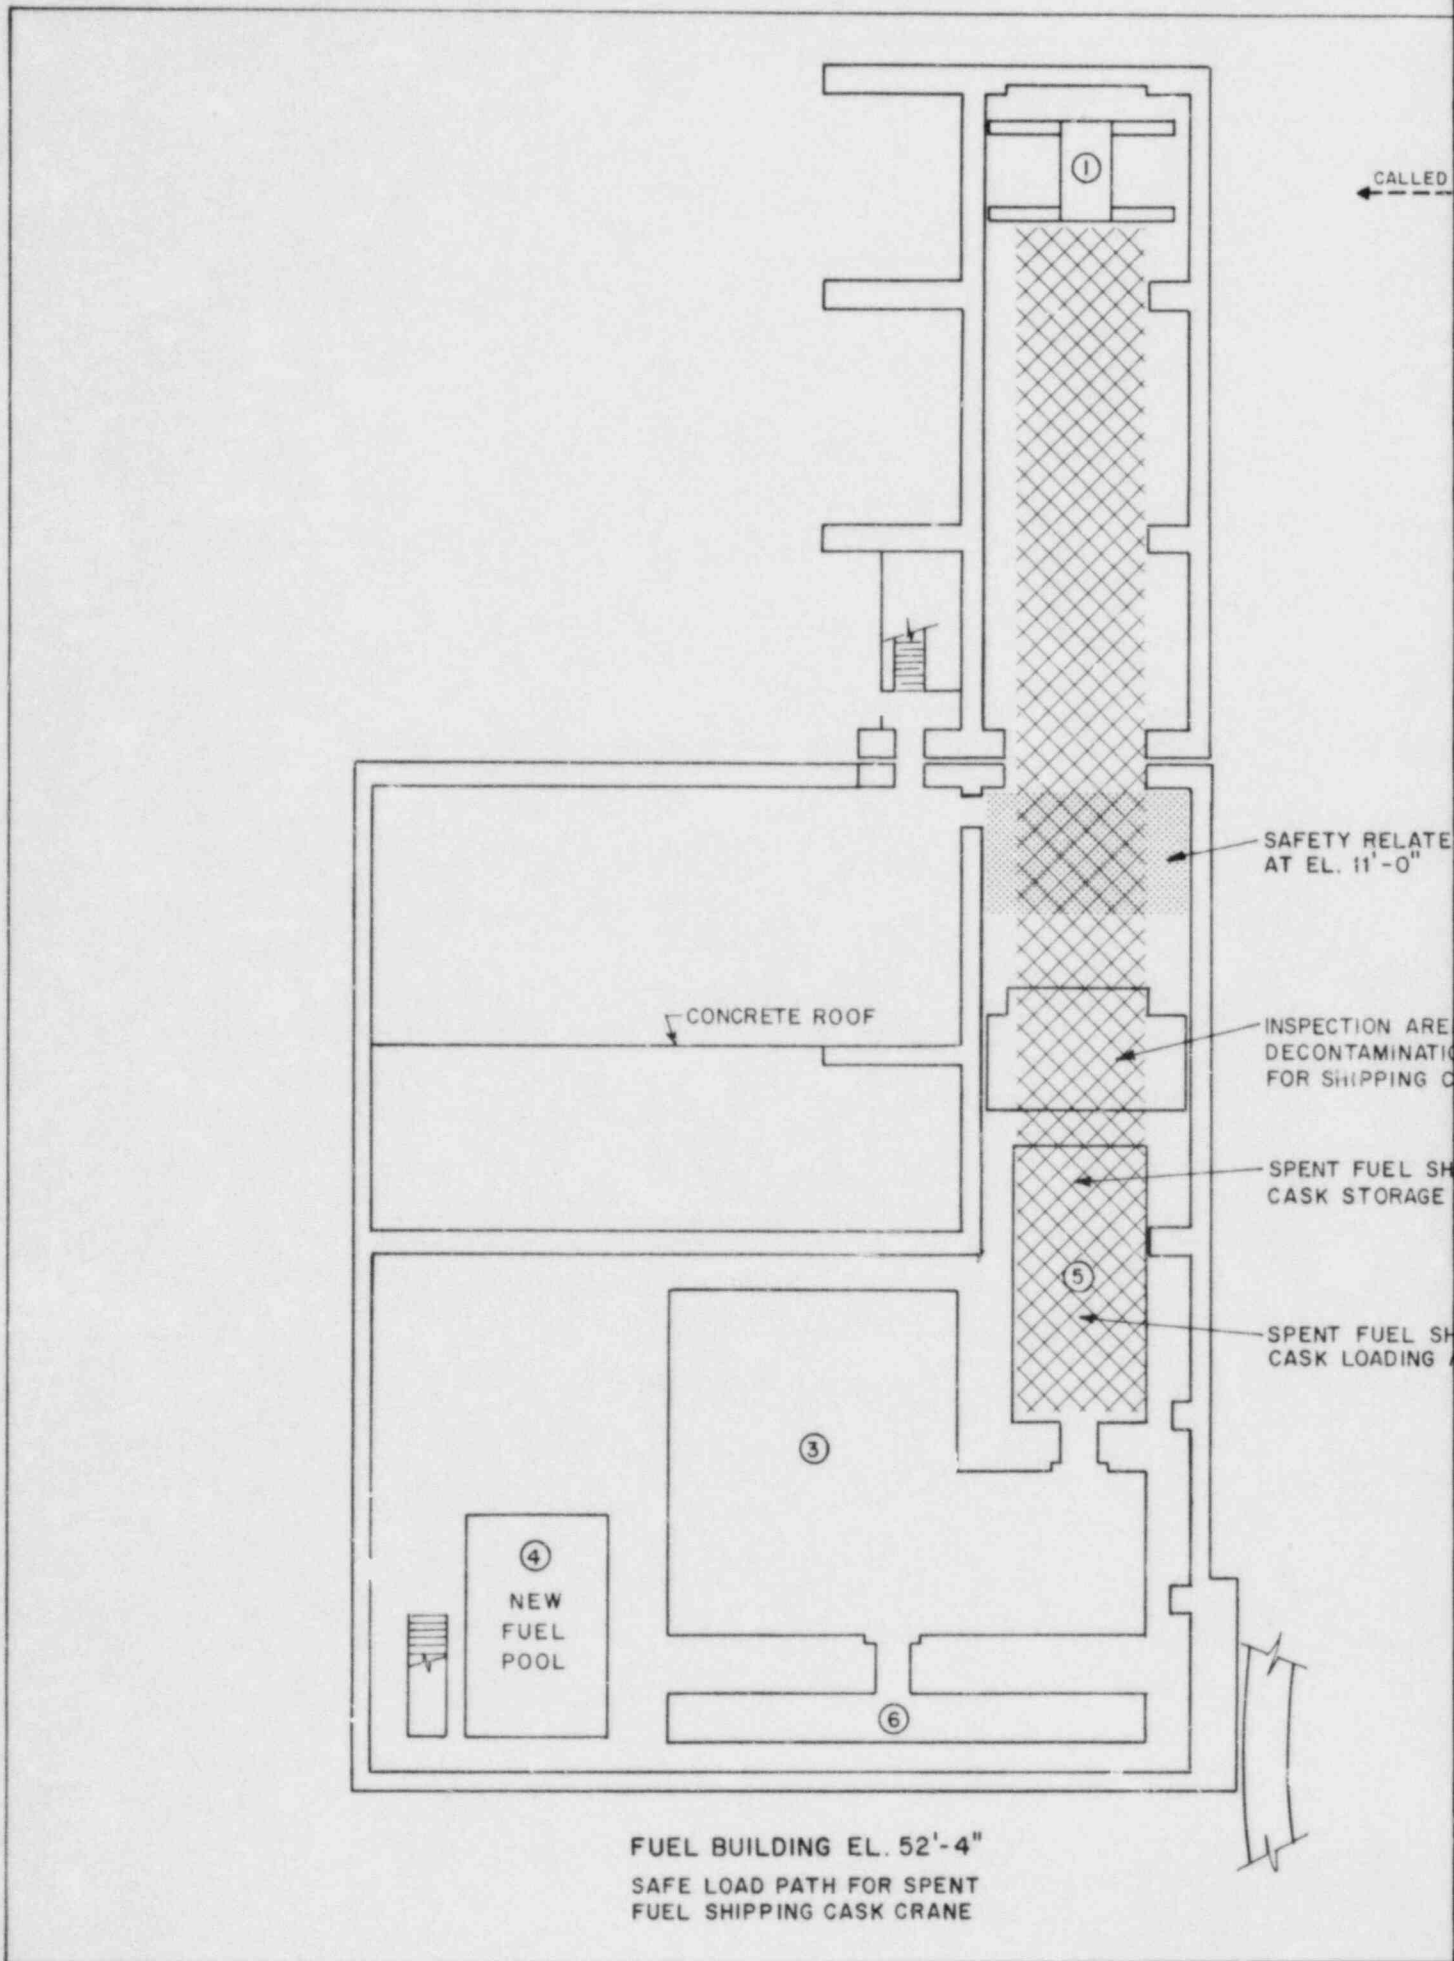 ①
CALLED
SAFETY RELATE
AT EL. 11'-0"
CONCRETE ROOF
INSPECTION ARE
DECONTAMINATIO
FOR SHIPPING C
SPENT FUEL SH
CASK STORAGE
⑤
SPENT FUEL SH
CASK LOADING A
③
④
NEW
FUEL
POOL
⑥
FUEL BUILDING EL. 52'-4"
SAFE LOAD PATH FOR SPENT
FUEL SHIPPING CASK CRANE